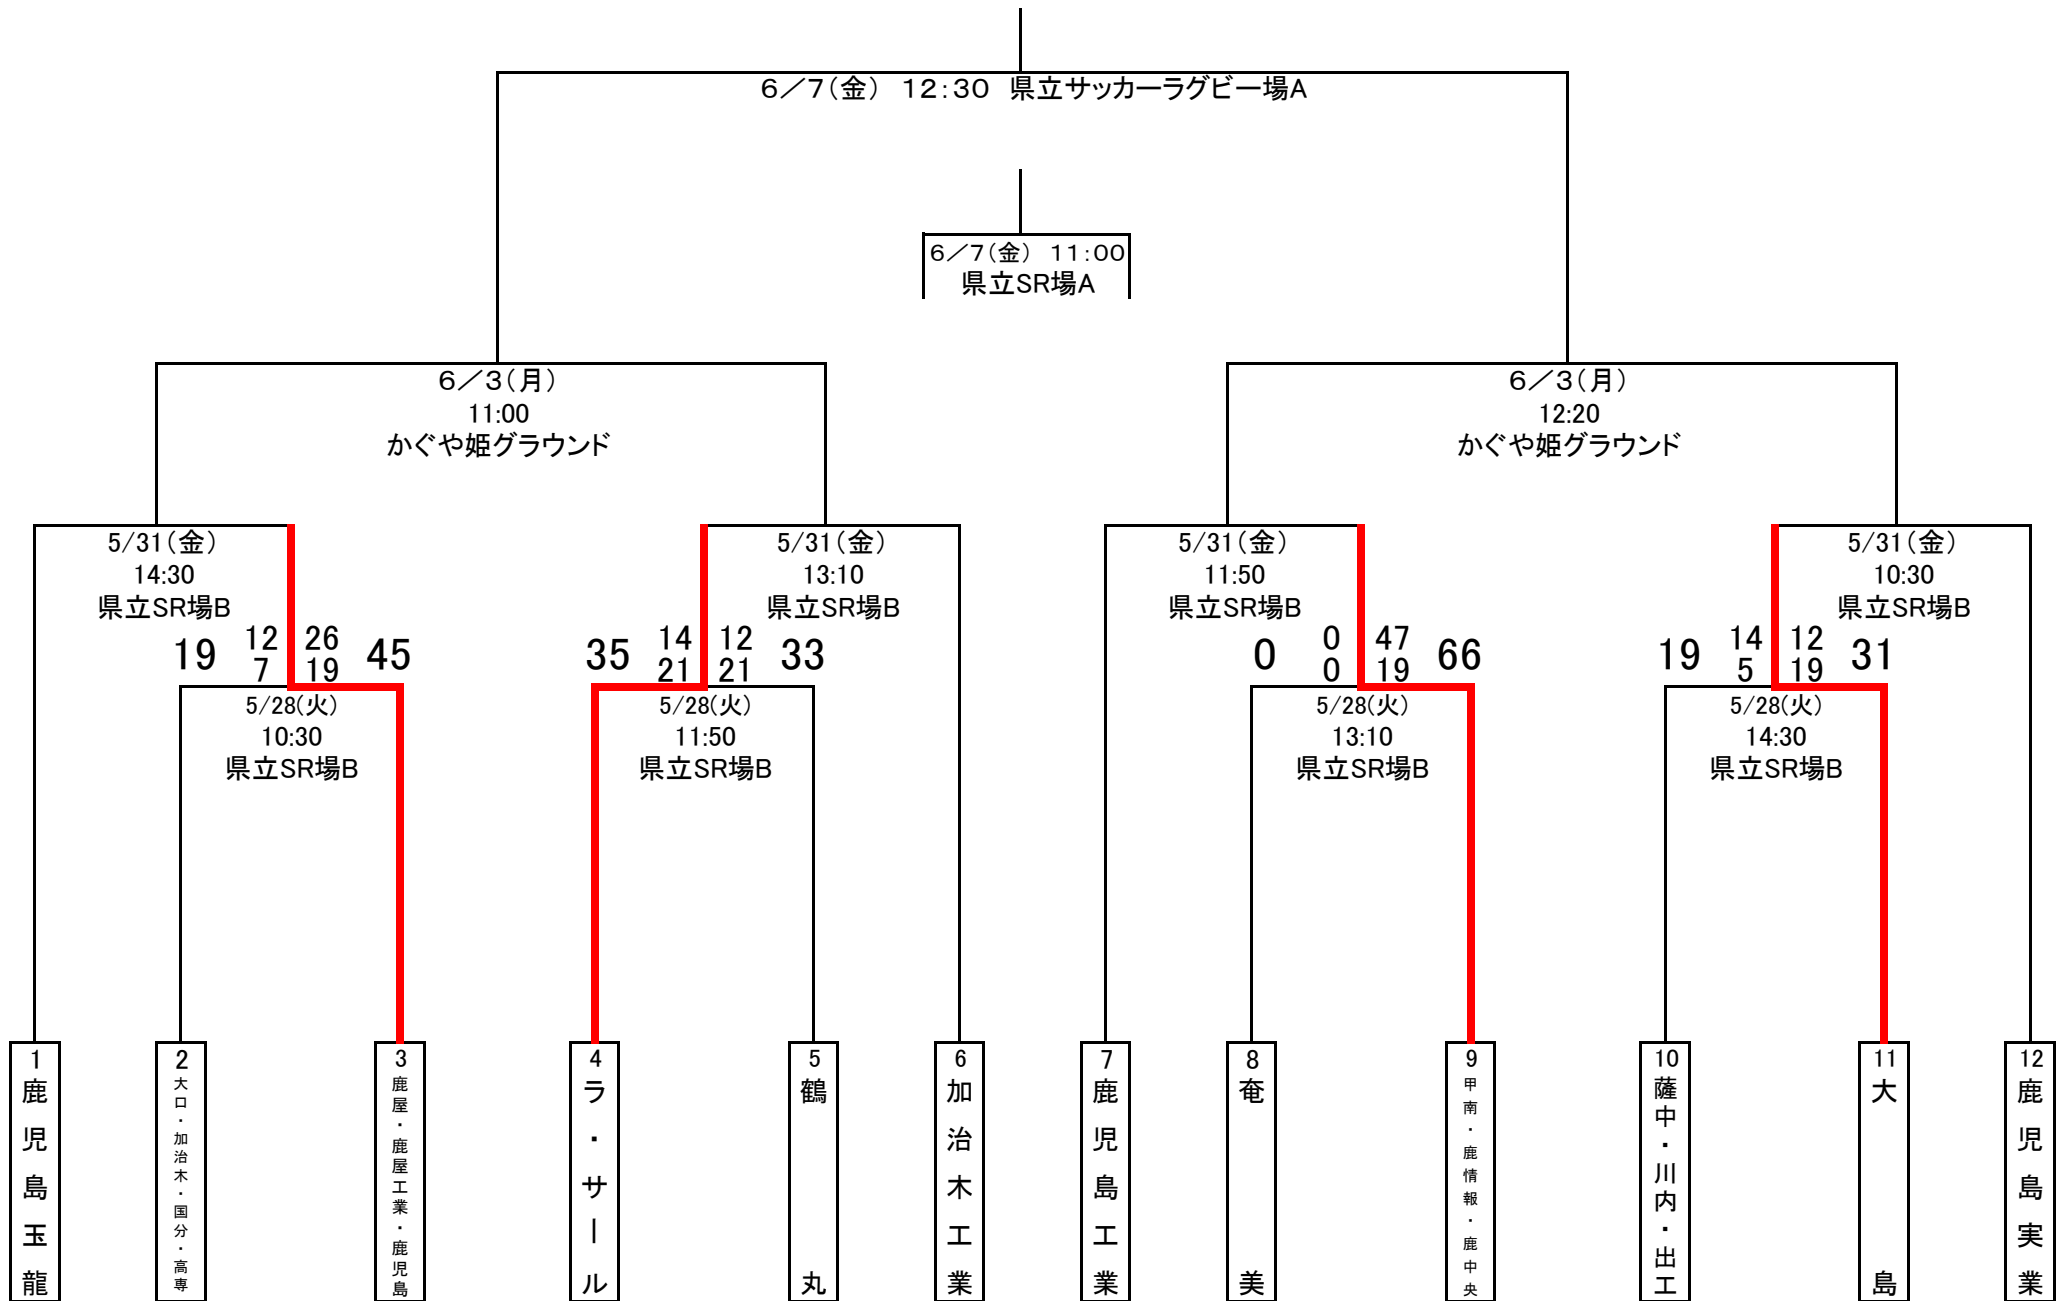 6／7(金)　12:30　県立サッカーラグビー場A
6／7(金)　11:00
県立SR場A
6／3(月)
11:00
かぐや姫グラウンド
6／3(月)
12:20
かぐや姫グラウンド
5/31(金)
14:30
県立SR場B
5/31(金)
13:10
県立SR場B
5/31(金)
11:50
県立SR場B
5/31(金)
10:30
県立SR場B
19 12 26 45
7 19
35 14 12 33
21 21
0 0 47 66
0 19
19 14 12 31
5 19
5/28(火)
10:30
県立SR場B
5/28(火)
11:50
県立SR場B
5/28(火)
13:10
県立SR場B
5/28(火)
14:30
県立SR場B
1
鹿児島玉龍
2
大口・加治木・国分・高専
3
鹿屋・鹿屋工業・鹿児島
4
ラ・サール
5
鶴丸
6
加治木工業
7
鹿児島工業
8
奄美
9
甲南・鹿情報・鹿中央
10
薩中・川内・出工
11
大島
12
鹿児島実業